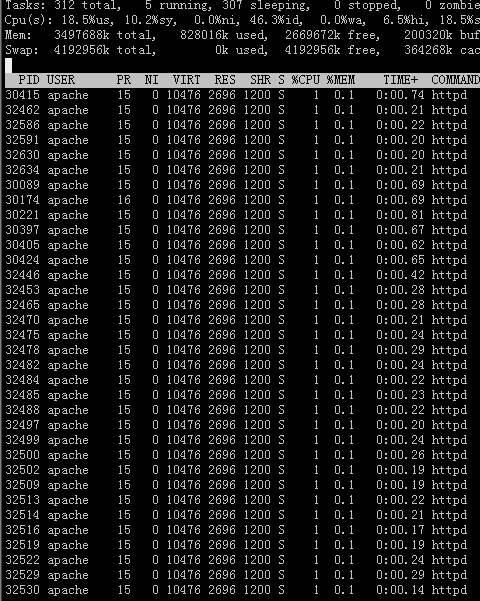 Tasks: 312 total,   5 running, 307 sleeping,   0 stopped,   0 zombie
Cpu(s): 18.5%us, 10.2%sy,  0.0%ni, 46.3%id,  0.0%wa,  6.5%hi, 18.5%s
Mem:   3497688k total,   828016k used,  2669672k free,   200320k buf
Swap:  4192956k total,        0k used,  4192956k free,   364268k cac
PID USER      PR  NI  VIRT  RES  SHR S %CPU %MEM    TIME+  COMMAND
30415 apache    15   0 10476 2696 1200 S    1  0.1   0:00.74 httpd
32462 apache    15   0 10476 2696 1200 S    1  0.1   0:00.21 httpd
32586 apache    15   0 10476 2696 1200 S    1  0.1   0:00.22 httpd
32591 apache    15   0 10476 2696 1200 S    1  0.1   0:00.20 httpd
32630 apache    15   0 10476 2696 1200 S    1  0.1   0:00.20 httpd
32634 apache    15   0 10476 2696 1200 S    1  0.1   0:00.21 httpd
30089 apache    15   0 10476 2696 1200 S    1  0.1   0:00.69 httpd
30174 apache    16   0 10476 2696 1200 S    1  0.1   0:00.69 httpd
30221 apache    15   0 10476 2696 1200 S    1  0.1   0:00.81 httpd
30397 apache    15   0 10476 2696 1200 S    1  0.1   0:00.67 httpd
30405 apache    15   0 10476 2696 1200 S    1  0.1   0:00.62 httpd
30424 apache    15   0 10476 2696 1200 S    1  0.1   0:00.65 httpd
32446 apache    15   0 10476 2696 1200 S    1  0.1   0:00.42 httpd
32453 apache    15   0 10476 2696 1200 S    1  0.1   0:00.28 httpd
32465 apache    15   0 10476 2696 1200 S    1  0.1   0:00.28 httpd
32470 apache    15   0 10476 2696 1200 S    1  0.1   0:00.21 httpd
32475 apache    15   0 10476 2696 1200 S    1  0.1   0:00.24 httpd
32478 apache    15   0 10476 2696 1200 S    1  0.1   0:00.29 httpd
32482 apache    15   0 10476 2696 1200 S    1  0.1   0:00.24 httpd
32484 apache    15   0 10476 2696 1200 S    1  0.1   0:00.22 httpd
32485 apache    15   0 10476 2696 1200 S    1  0.1   0:00.23 httpd
32488 apache    15   0 10476 2696 1200 S    1  0.1   0:00.22 httpd
32497 apache    15   0 10476 2696 1200 S    1  0.1   0:00.20 httpd
32499 apache    15   0 10476 2696 1200 S    1  0.1   0:00.24 httpd
32500 apache    15   0 10476 2696 1200 S    1  0.1   0:00.26 httpd
32502 apache    15   0 10476 2696 1200 S    1  0.1   0:00.19 httpd
32509 apache    15   0 10476 2696 1200 S    1  0.1   0:00.19 httpd
32513 apache    15   0 10476 2696 1200 S    1  0.1   0:00.22 httpd
32514 apache    15   0 10476 2696 1200 S    1  0.1   0:00.21 httpd
32516 apache    15   0 10476 2696 1200 S    1  0.1   0:00.17 httpd
32519 apache    15   0 10476 2696 1200 S    1  0.1   0:00.19 httpd
32522 apache    15   0 10476 2696 1200 S    1  0.1   0:00.24 httpd
32529 apache    15   0 10476 2696 1200 S    1  0.1   0:00.29 httpd
32530 apache    15   0 10476 2696 1200 S    1  0.1   0:00.14 httpd